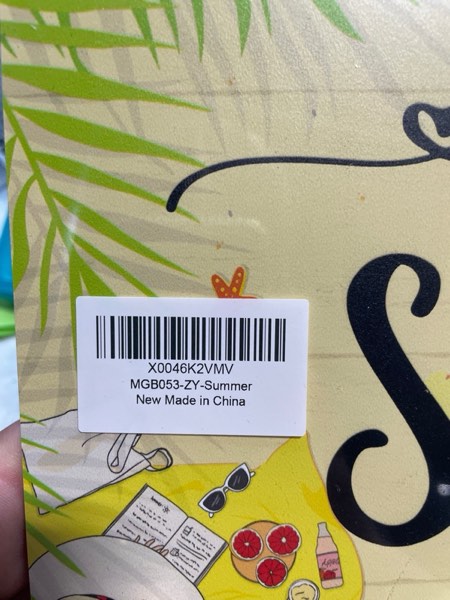 S
X0046K2VMV
MGB053-ZY-Summer
New Made in China